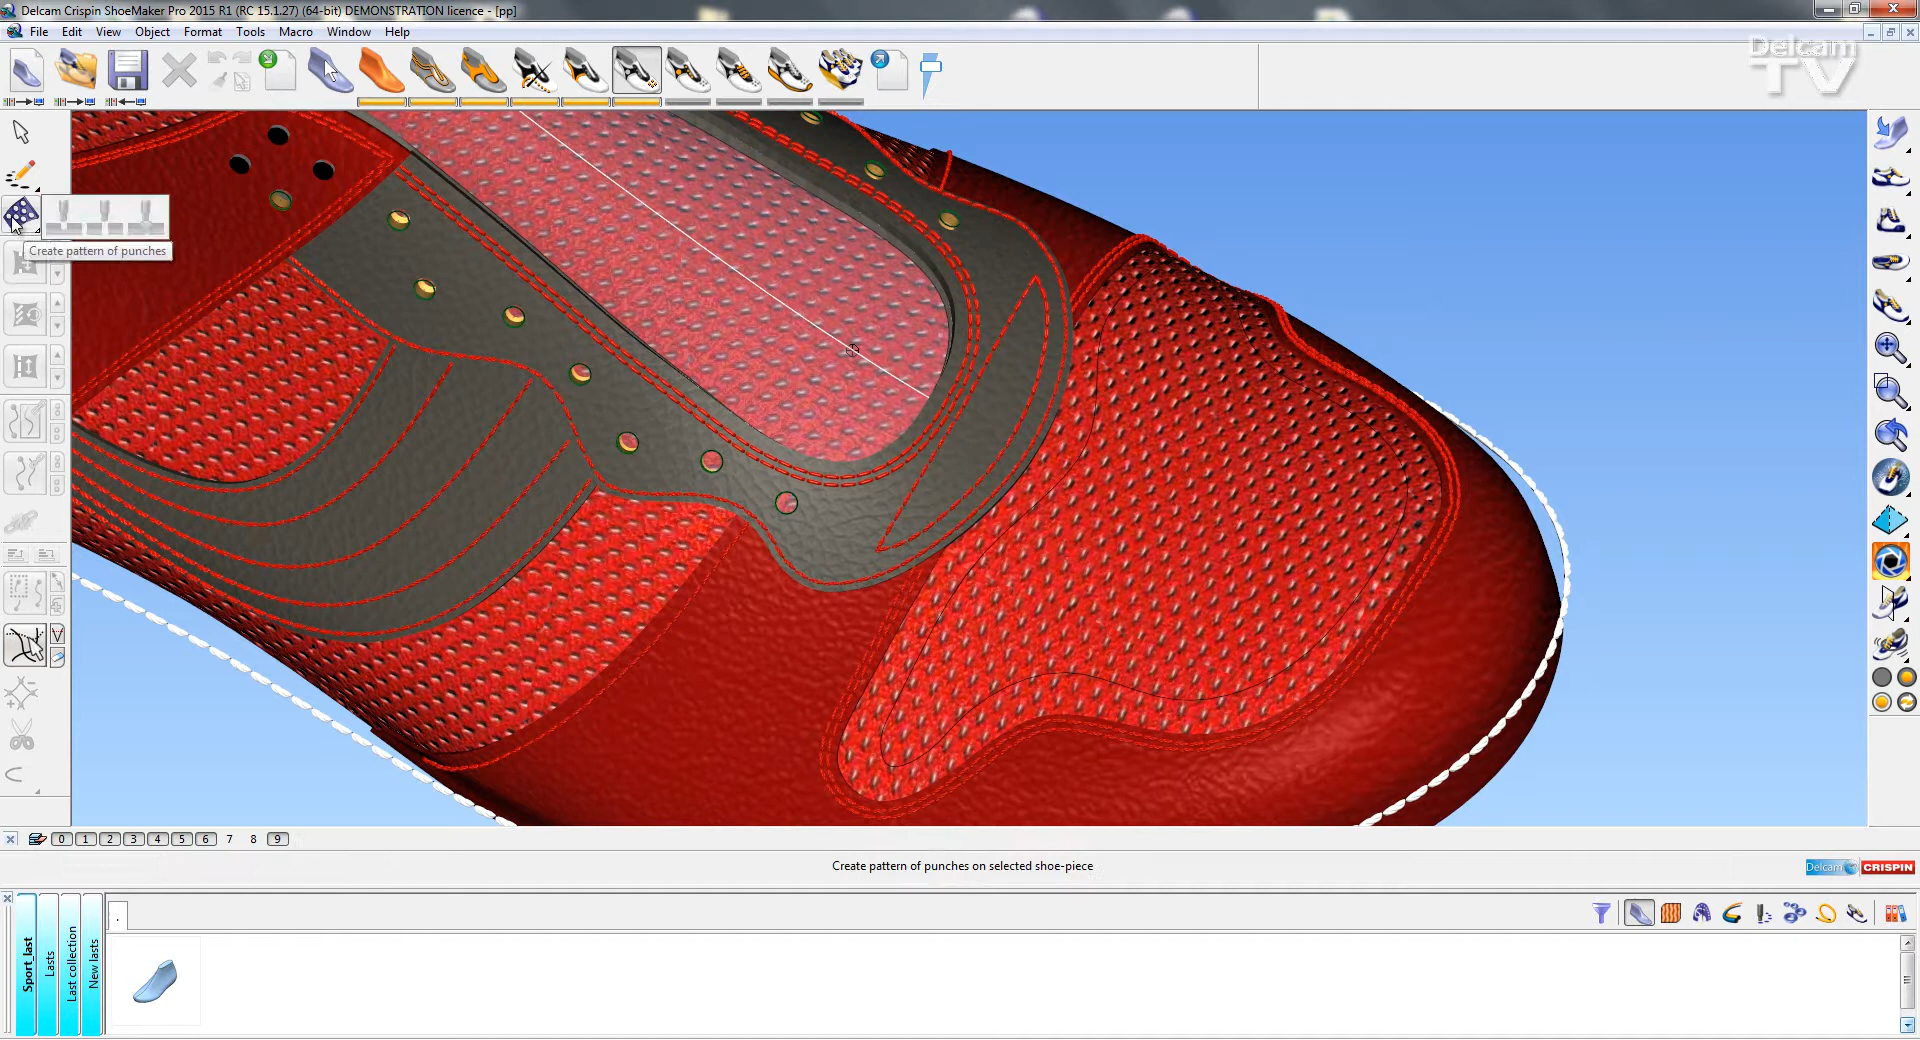 Delcam Crispin ShoeMaker Pro 2015 R1 (RC 15.1.27) (64-bit) DEMONSTRATION licence - [pp]
File Edit View Object Format Tools Macro Window Help
Delcam
TV
Create pattern of punches
0 1 2 3 4 5 6 7 8 9
Create pattern of punches on selected shoe-piece
Delcam CRISPIN
.
Sport_last
Lasts
Last collection
New lasts